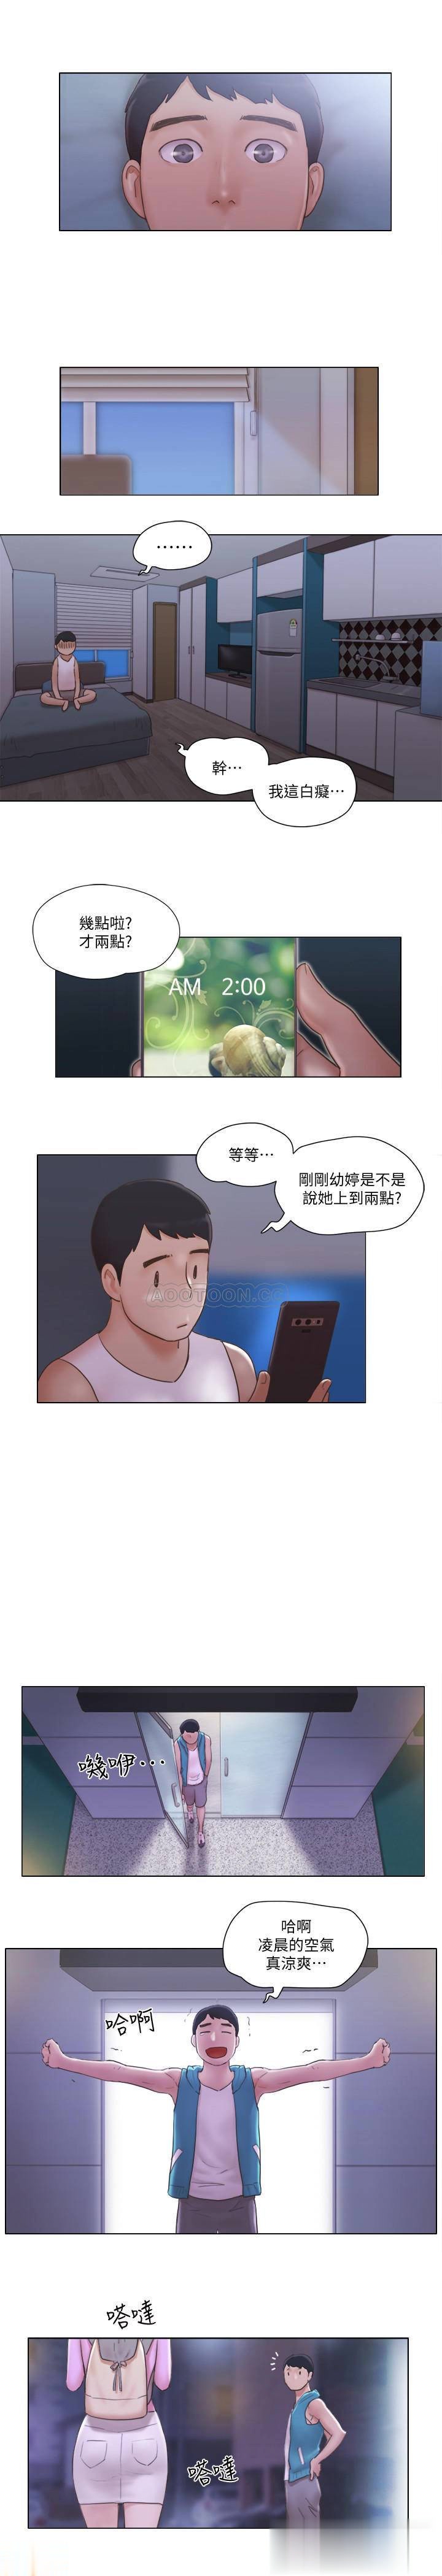 ......
幹…
我這白癡…
幾點啦?
才兩點?
AM 2:00
等等…
剛剛幼婷是不是
說她上到兩點?
嘰咿…
哈啊
凌晨的空氣
真涼爽…
哈啊
嗒噠
嗒噠